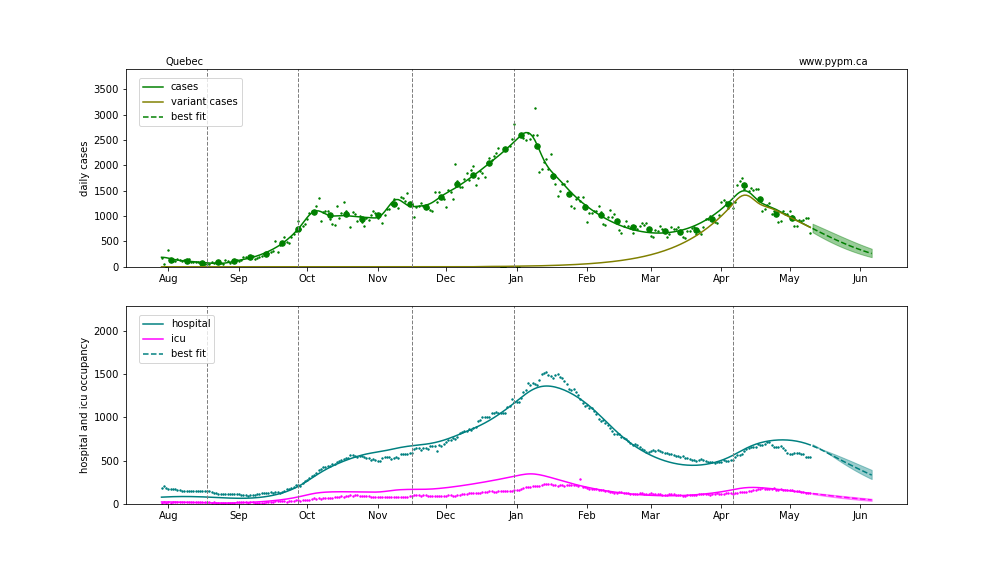 Quebec www.pypm.ca
daily cases
3500
3000
2500
2000
1500
1000
500
0
cases
variant cases
best fit
Aug Sep Oct Nov Dec Jan Feb Mar Apr May Jun
hospital and icu occupancy
2000
1500
1000
500
0
hospital
icu
best fit
Aug Sep Oct Nov Dec Jan Feb Mar Apr May Jun